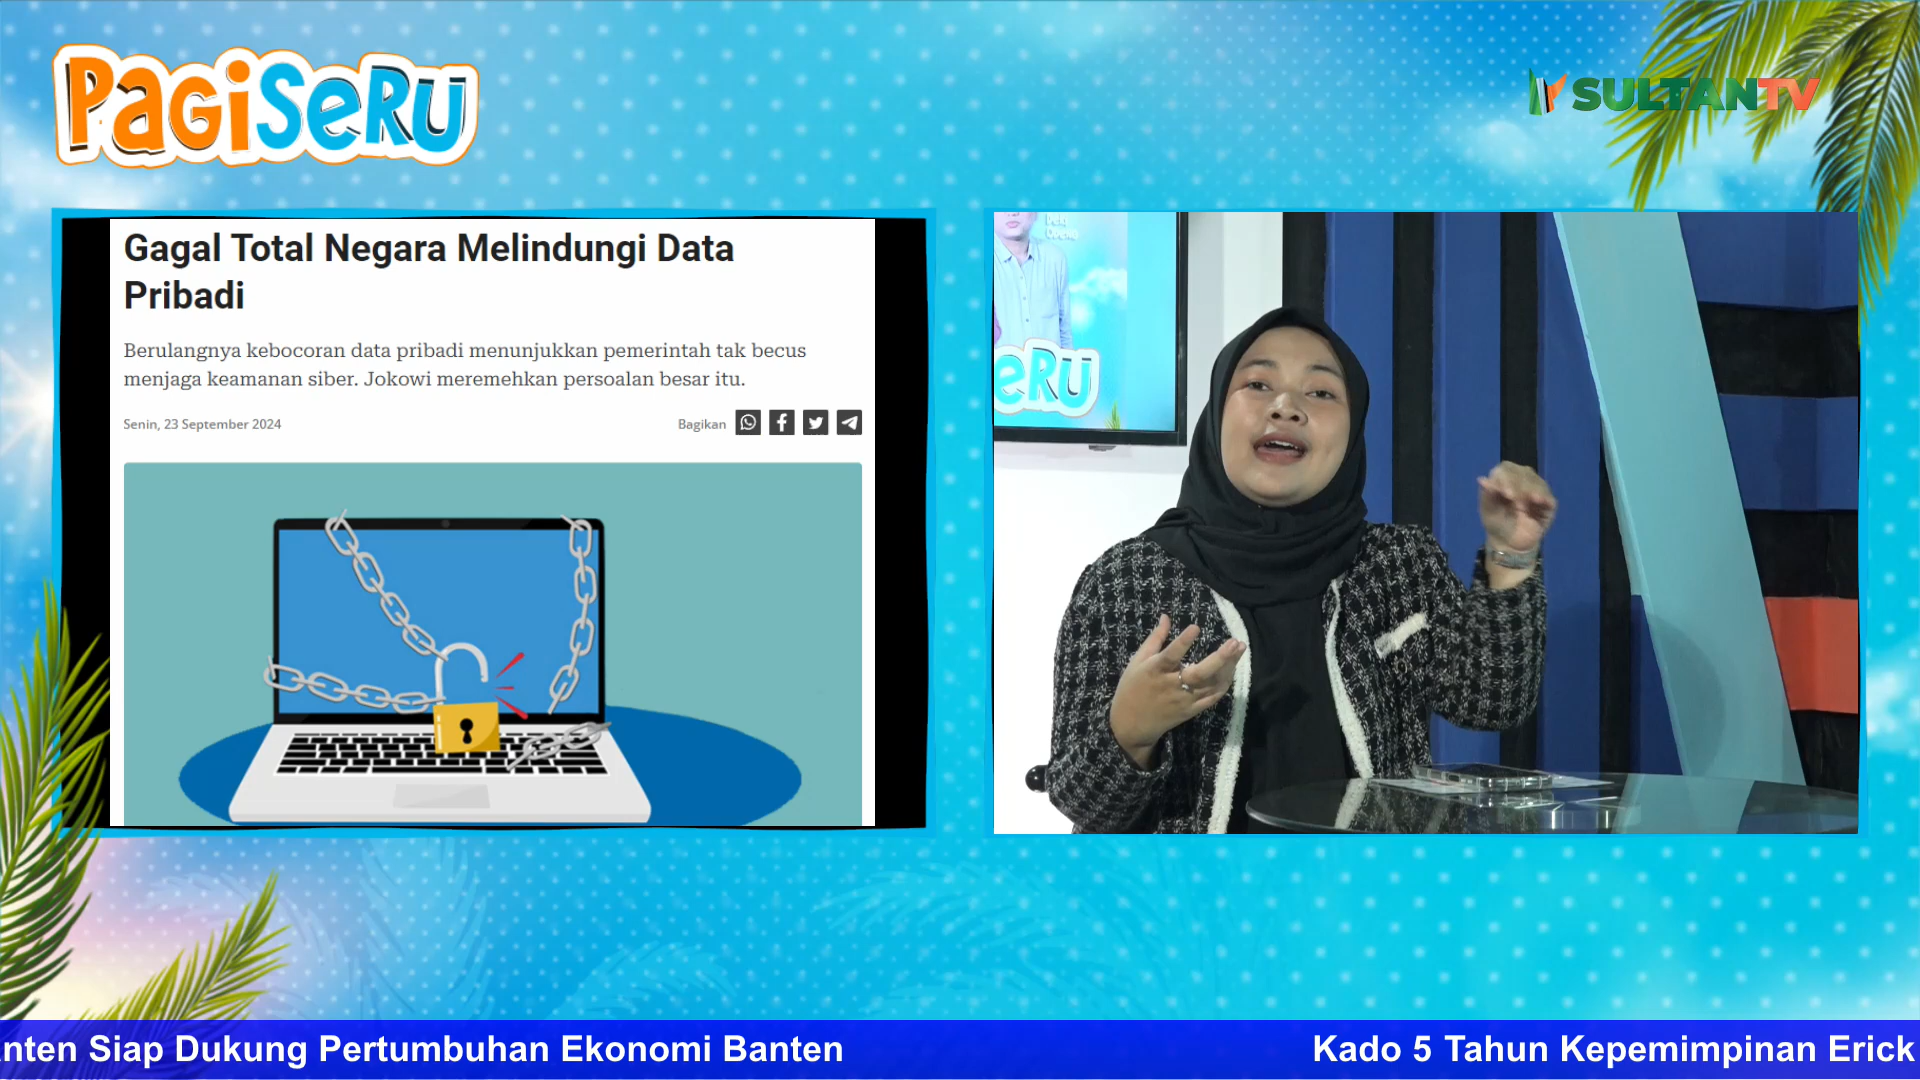 PAGISERU
SULTANTV
Gagal Total Negara Melindungi Data
Pribadi
Berulangnya kebocoran data pribadi menunjukkan pemerintah tak becus
menjaga keamanan siber. Jokowi meremehkan persoalan besar itu.
Senin, 23 September 2024
Bagikan
eRU
Siap Dukung Pertumbuhan Ekonomi Banten
Kado 5 Tahun Kepemimpinan Erick